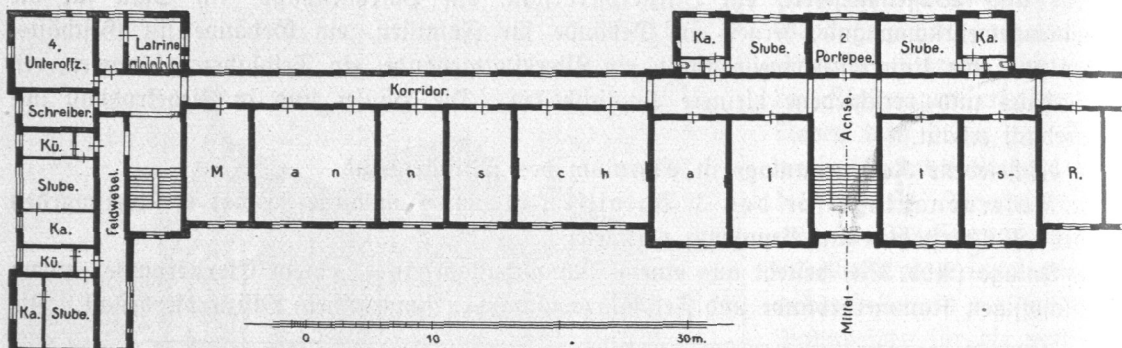 4.
Unteroffz.
Latrine
Schreiber.
Kü.
Stube.
Ka.
Kü.
Ka.
Stube.
Feldwebel.
Korridor.
M a n n s c h a f t s R.
Ka.
Stube.
2
Portepee.
Stube.
Ka.
Mittel Achse.
0 10 30 m.